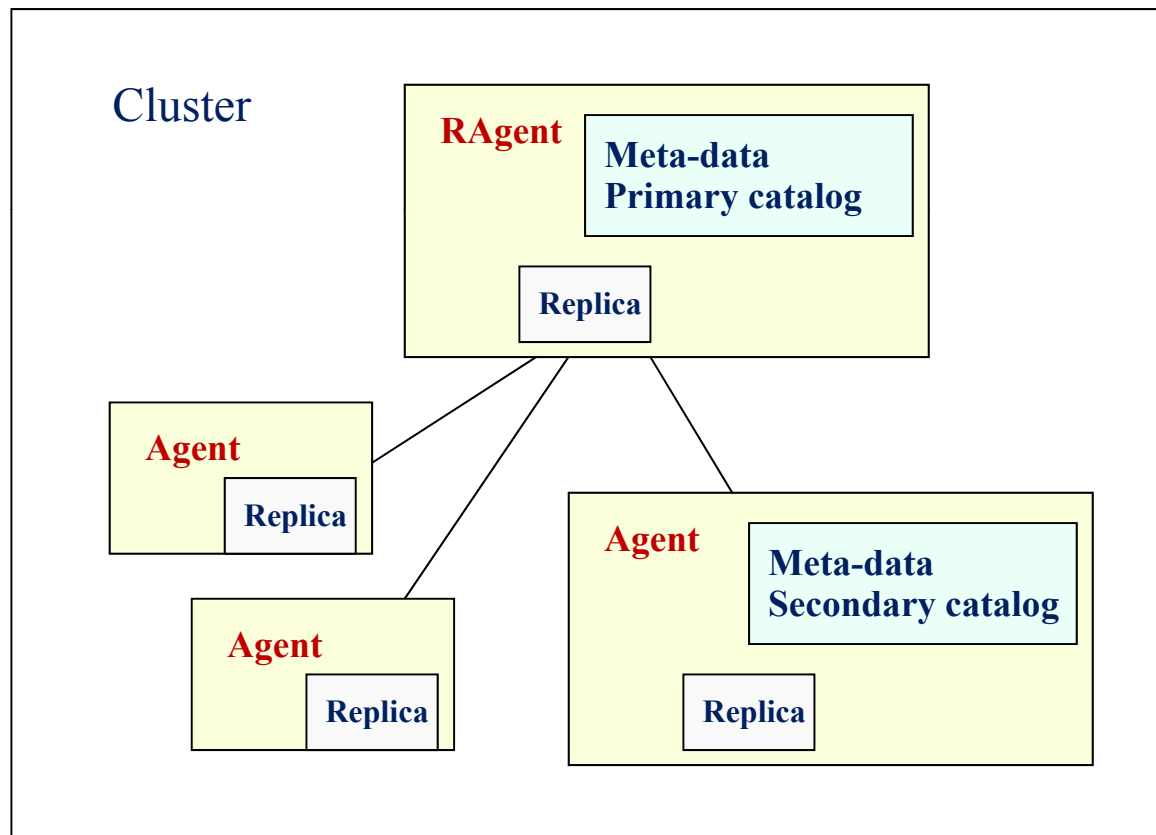 Cluster
RAgent
Meta-data
Primary catalog
Replica
Agent
Replica
Agent
Meta-data
Secondary catalog
Agent
Replica
Replica